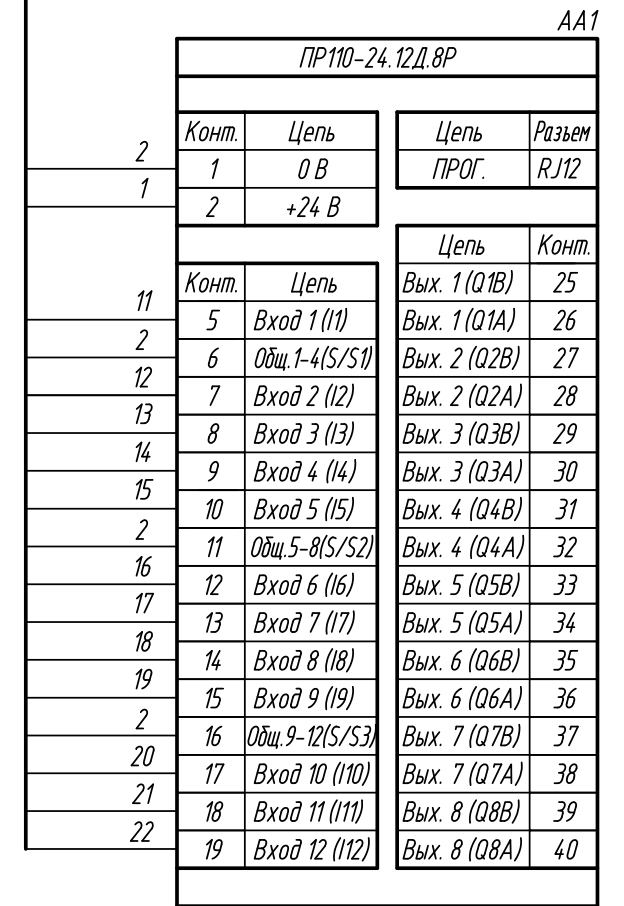 АА1
ПР110-24.12Д.8Р
Конт. Цепь
2 1 0 В
1 2 +24 В
Цепь Разъем
ПРОГ. RJ12
Конт. Цепь
11 5 Вход 1 (I1)
2 6 Общ.1-4(S/S1)
12 7 Вход 2 (I2)
13 8 Вход 3 (I3)
14 9 Вход 4 (I4)
15 10 Вход 5 (I5)
2 11 Общ.5-8(S/S2)
16 12 Вход 6 (I6)
17 13 Вход 7 (I7)
18 14 Вход 8 (I8)
19 15 Вход 9 (I9)
2 16 Общ.9-12(S/S3)
20 17 Вход 10 (I10)
21 18 Вход 11 (I11)
22 19 Вход 12 (I12)
Цепь Конт.
Вых. 1 (Q1B) 25
Вых. 1 (Q1A) 26
Вых. 2 (Q2B) 27
Вых. 2 (Q2A) 28
Вых. 3 (Q3B) 29
Вых. 3 (Q3A) 30
Вых. 4 (Q4B) 31
Вых. 4 (Q4A) 32
Вых. 5 (Q5B) 33
Вых. 5 (Q5A) 34
Вых. 6 (Q6B) 35
Вых. 6 (Q6A) 36
Вых. 7 (Q7B) 37
Вых. 7 (Q7A) 38
Вых. 8 (Q8B) 39
Вых. 8 (Q8A) 40